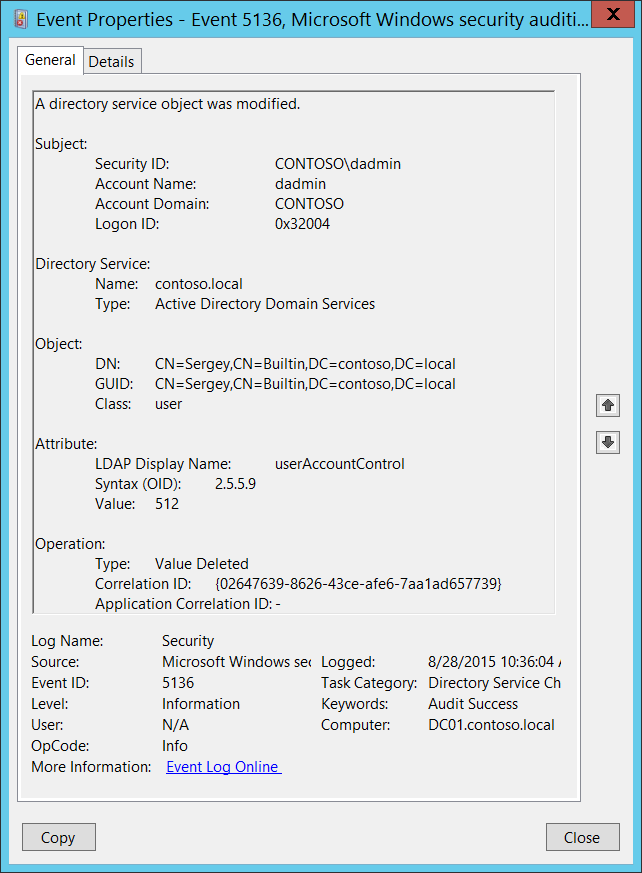 Event Properties - Event 5136, Microsoft Windows security auditi...
General Details
A directory service object was modified.
Subject:
Security ID: CONTOSO\dadmin
Account Name: dadmin
Account Domain: CONTOSO
Logon ID: 0x32004
Directory Service:
Name: contoso.local
Type: Active Directory Domain Services
Object:
DN: CN=Sergey,CN=Builtin,DC=contoso,DC=local
GUID: CN=Sergey,CN=Builtin,DC=contoso,DC=local
Class: user
Attribute:
LDAP Display Name: userAccountControl
Syntax (OID): 2.5.5.9
Value: 512
Operation:
Type: Value Deleted
Correlation ID: {02647639-8626-43ce-afe6-7aa1ad657739}
Application Correlation ID: -
Log Name: Security
Source: Microsoft Windows sec Logged: 8/28/2015 10:36:04 A
Event ID: 5136 Task Category: Directory Service Ch
Level: Information Keywords: Audit Success
User: N/A Computer: DC01.contoso.local
OpCode: Info
More Information: Event Log Online
Copy Close